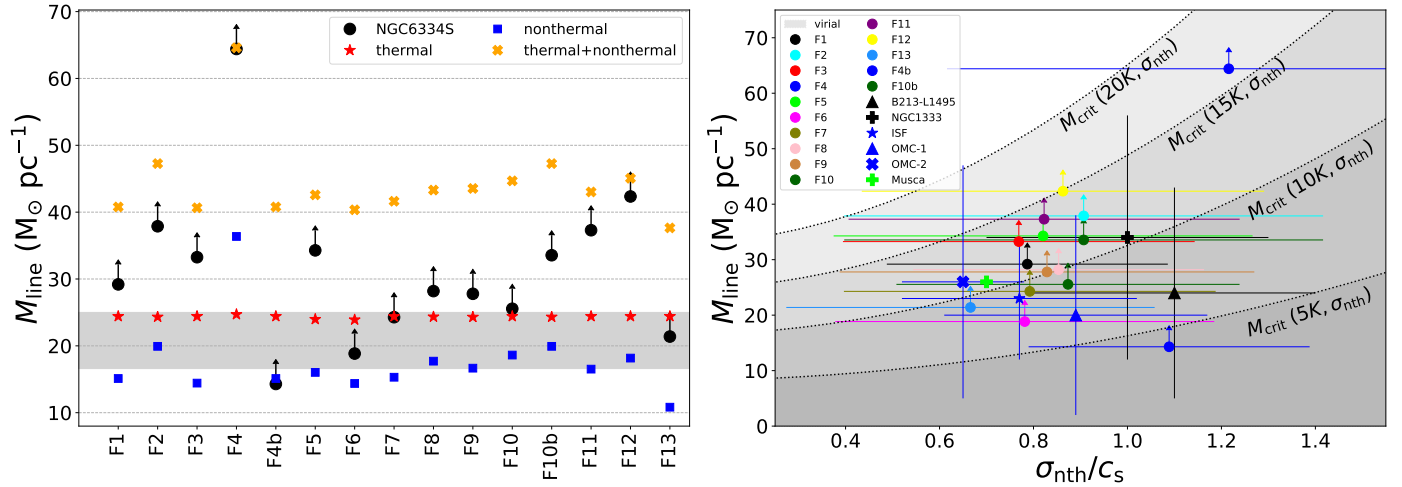 70
60
50
40
30
20
10
M_line (M_⊙ pc⁻¹)
NGC6334S
thermal
nonthermal
thermal+nonthermal
F1
F2
F3
F4
F4b
F5
F6
F7
F8
F9
F10
F10b
F11
F12
F13
70
60
50
40
30
20
10
0
M_line (M_⊙ pc⁻¹)
virial
F1
F2
F3
F4
F5
F6
F7
F8
F9
F10
F11
F12
F13
F4b
F10b
B213-L1495
NGC1333
ISF
OMC-1
OMC-2
Musca
M_crit (20K, σ_nth)
M_crit (15K, σ_nth)
M_crit (10K, σ_nth)
M_crit (5K, σ_nth)
0.4
0.6
0.8
1.0
1.2
1.4
σ_nth/c_s